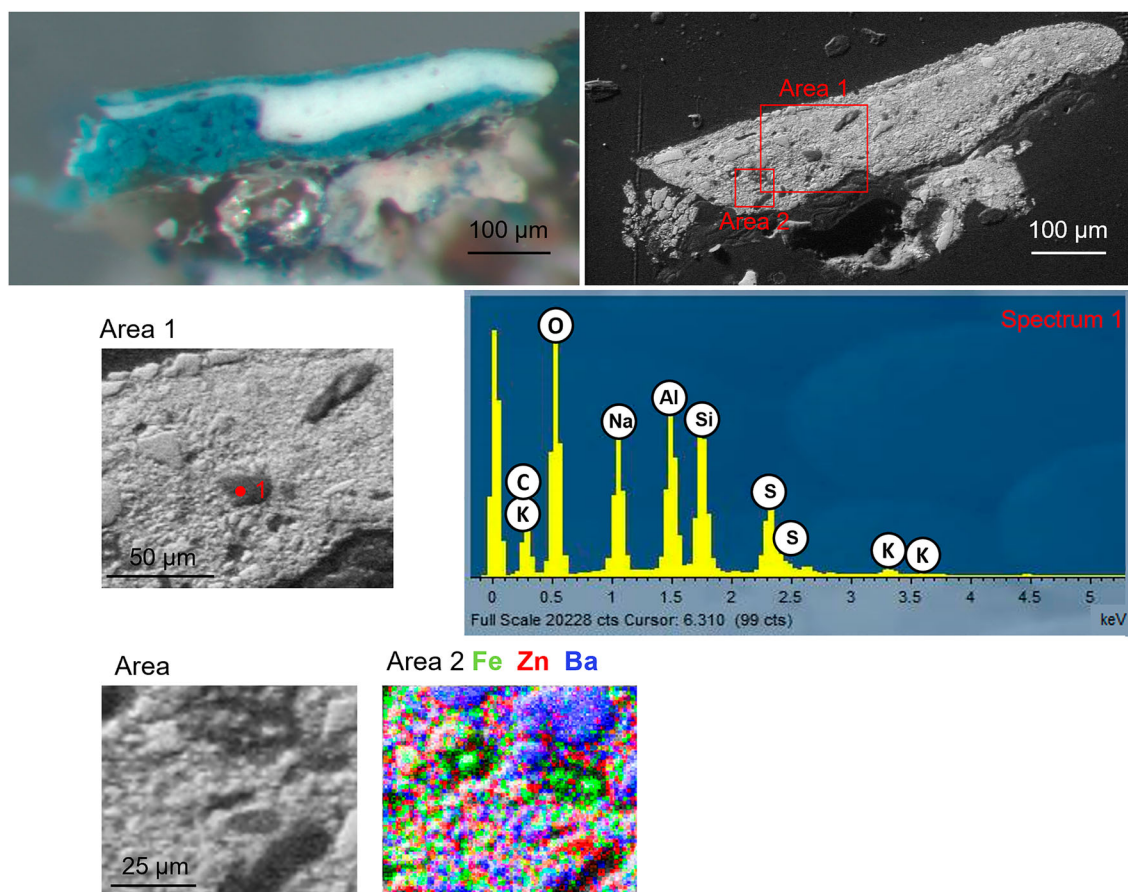 Area 1
Area 2
100 µm
100 µm
Area 1
1
50 µm
Spectrum 1
O
Na
Al
Si
C
K
S
S
K
K
0 0.5 1 1.5 2 2.5 3 3.5 4 4.5 5
Full Scale 20228 cts Cursor: 6.310 (99 cts)
keV
Area
25 µm
Area 2 Fe Zn Ba